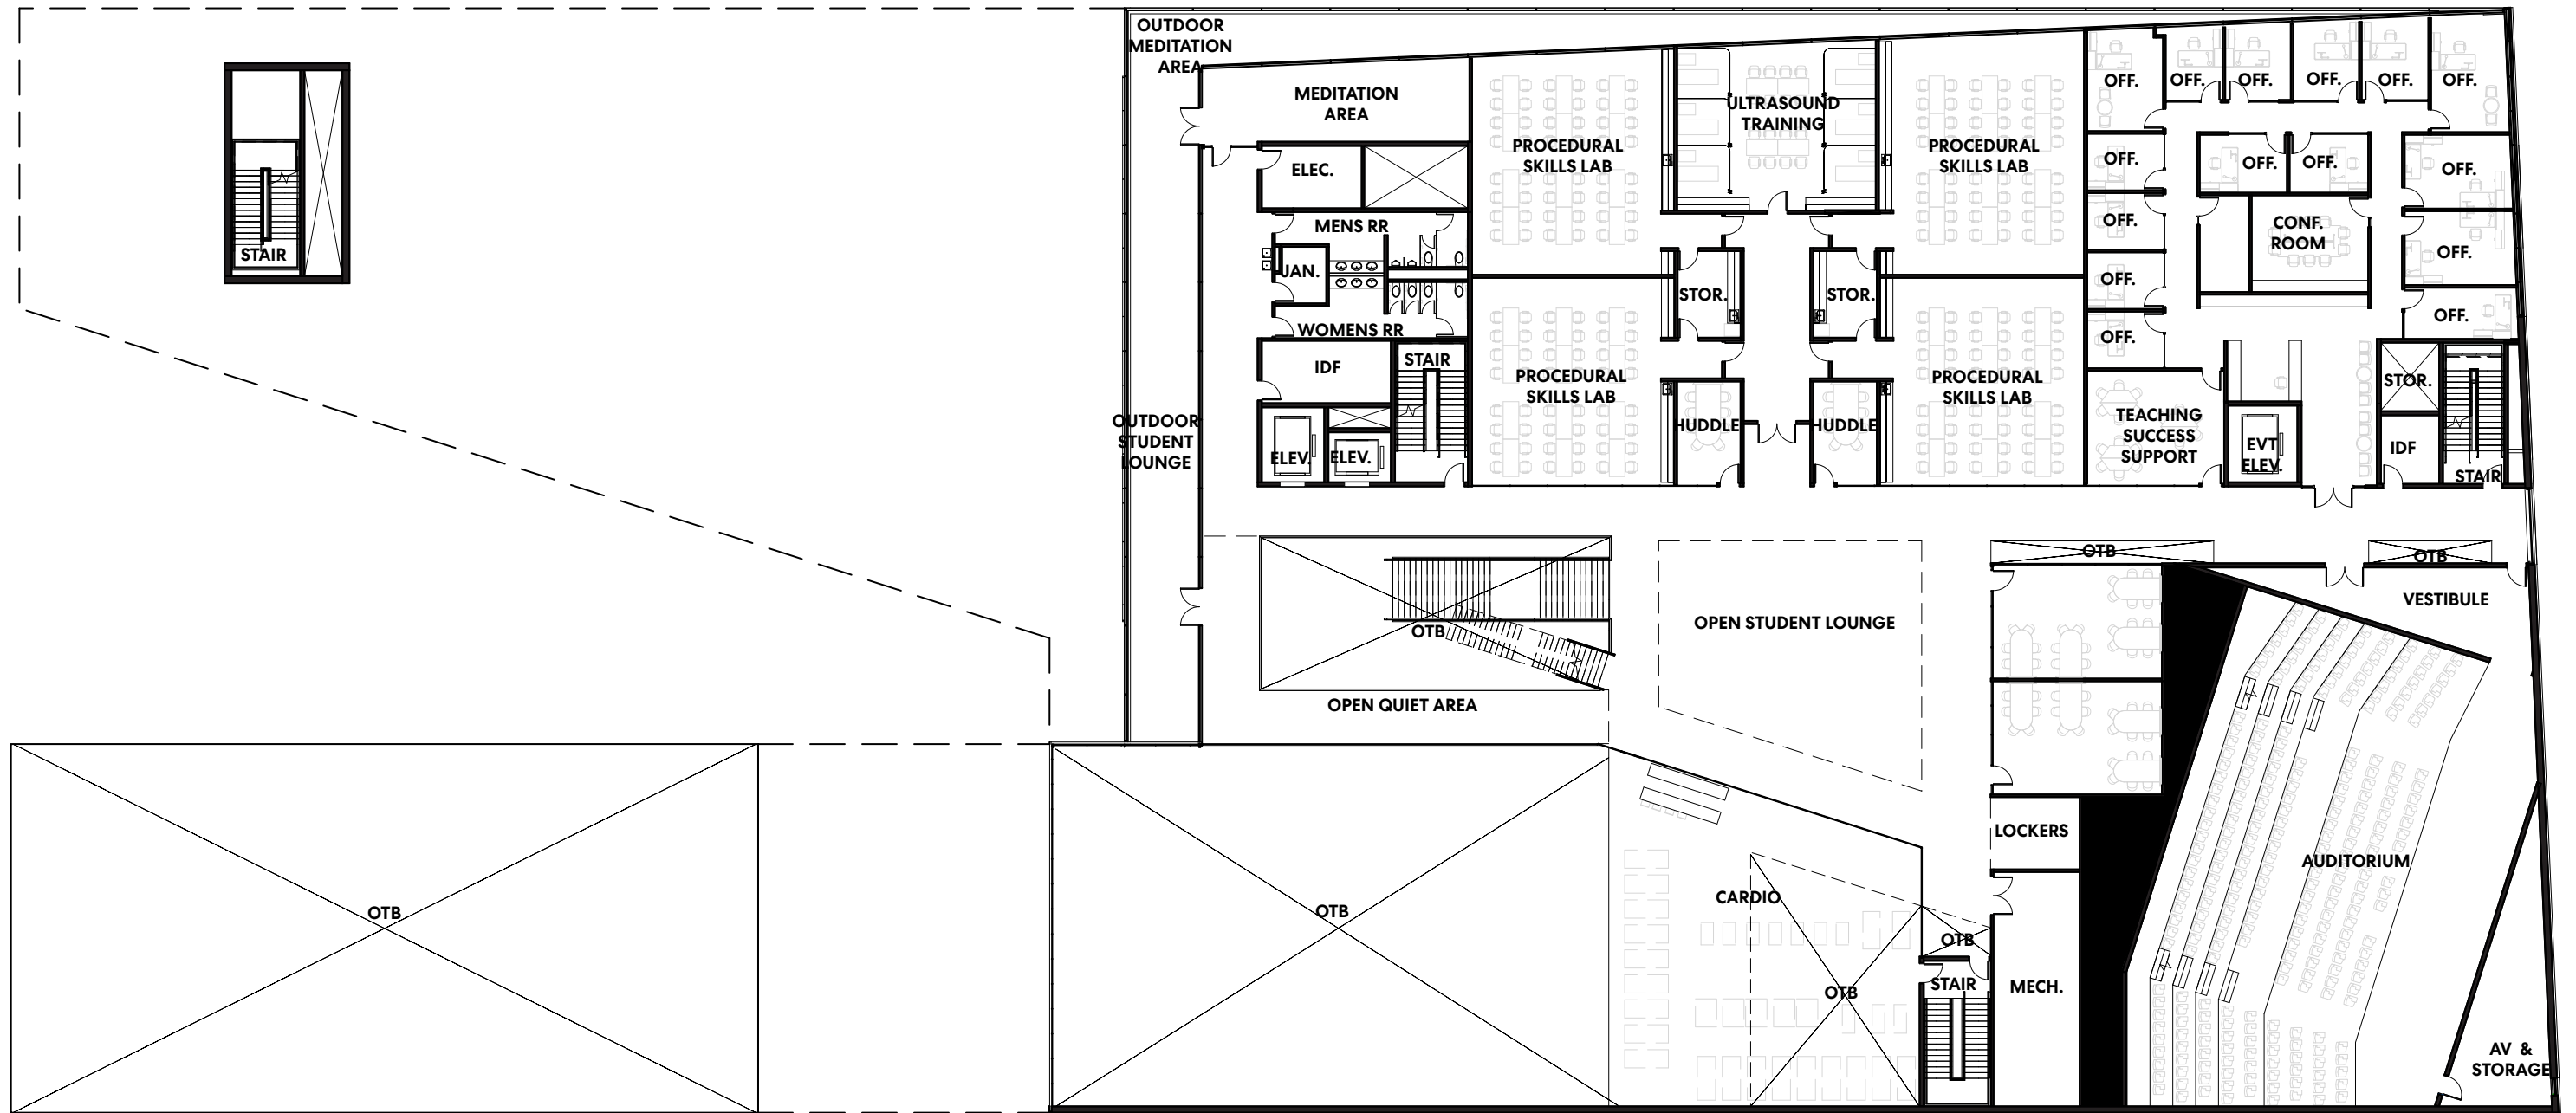 OUTDOOR
MEDITATION
AREA
MEDITATION
AREA
ELEC.
MENS RR
JAN.
WOMENS RR
IDF
STAIR
ELEV.
ELEV.
STAIR
OUTDOOR
STUDENT
LOUNGE
PROCEDURAL
SKILLS LAB
ULTRASOUND
TRAINING
PROCEDURAL
SKILLS LAB
STOR.
STOR.
PROCEDURAL
SKILLS LAB
PROCEDURAL
SKILLS LAB
HUDDLE
HUDDLE
OFF.
OFF.
OFF.
OFF.
OFF.
OFF.
OFF.
OFF.
OFF.
OFF.
OFF.
CONF.
ROOM
OFF.
OFF.
OFF.
OFF.
TEACHING
SUCCESS
SUPPORT
EVT
ELEV.
STOR.
IDF
STAIR
OTB
OTB
VESTIBULE
OTB
OPEN STUDENT LOUNGE
OPEN QUIET AREA
LOCKERS
AUDITORIUM
CARDIO
OTB
OTB
OTB
STAIR
OTB
MECH.
AV &
STORAGE